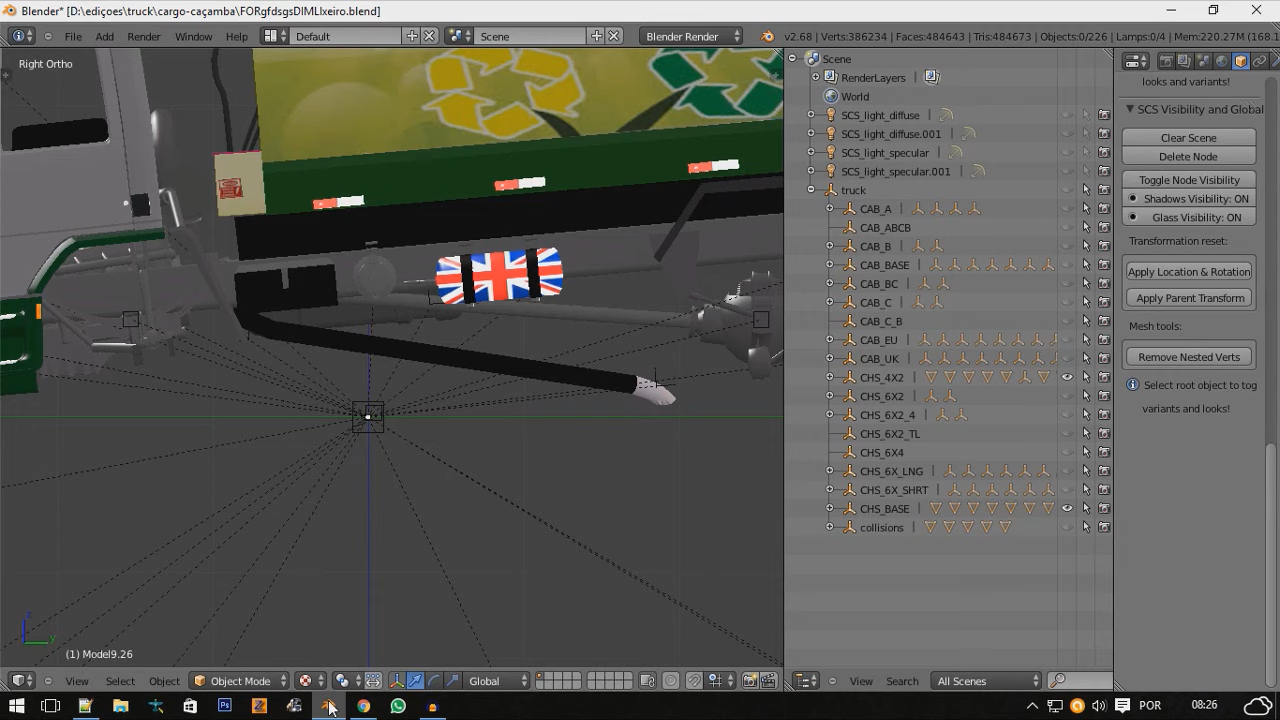 Blender* [D:\ediçoes\truck\cargo-caçamba\FORgfdsgsDIMLIxeiro.blend]
File Add Render Window Help Default Scene Blender Render v2.68 | Verts:386234 | Faces:484643 | Tris:484673 | Objects:0/226 | Lamps:0/4 | Mem:220.27M (168.1
Right Ortho
Scene
RenderLayers
World
SCS_light_diffuse
SCS_light_diffuse.001
SCS_light_specular
SCS_light_specular.001
truck
CAB_A
CAB_ABCB
CAB_B
CAB_BASE
CAB_BC
CAB_C
CAB_C_B
CAB_EU
CAB_UK
CHS_4X2
CHS_6X2
CHS_6X2_4
CHS_6X2_TL
CHS_6X4
CHS_6X_LNG
CHS_6X_SHRT
CHS_BASE
collisions
looks and variants!
SCS Visibility and Global
Clear Scene
Delete Node
Toggle Node Visibility
Shadows Visibility: ON
Glass Visibility: ON
Transformation reset:
Apply Location & Rotation
Apply Parent Transform
Mesh tools:
Remove Nested Verts
Select root object to tog
variants and looks!
(1) Model9.26
View Select Object Object Mode Global View Search All Scenes
POR 08:26